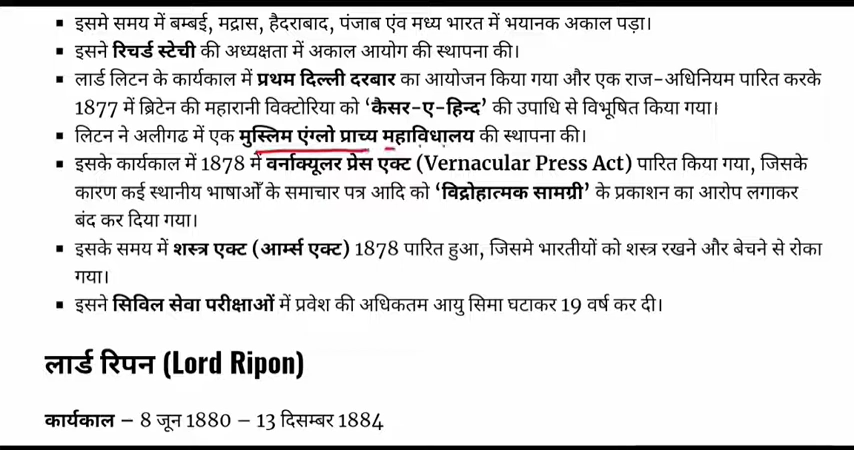 ▪ इसमे समय में बम्बई, मद्रास, हैदराबाद, पंजाब एंव मध्य भारत में भयानक अकाल पड़ा।
▪ इसने रिचर्ड स्टेची की अध्यक्षता में अकाल आयोग की स्थापना की।
▪ लार्ड लिटन के कार्यकाल में प्रथम दिल्ली दरबार का आयोजन किया गया और एक राज-अधिनियम पारित करके
1877 में ब्रिटेन की महारानी विक्टोरिया को ‘कैसर-ए-हिन्द’ की उपाधि से विभूषित किया गया।
▪ लिटन ने अलीगढ में एक मुस्लिम एंग्लो प्राच्य महाविधालय की स्थापना की।
▪ इसके कार्यकाल में 1878 में वर्नाक्यूलर प्रेस एक्ट (Vernacular Press Act) पारित किया गया, जिसके
कारण कई स्थानीय भाषाओँ के समाचार पत्र आदि को ‘विद्रोहात्मक सामग्री’ के प्रकाशन का आरोप लगाकर
बंद कर दिया गया।
▪ इसके समय में शस्त्र एक्ट (आर्म्स एक्ट) 1878 पारित हुआ, जिसमे भारतीयों को शस्त्र रखने और बेचने से रोका
गया।
▪ इसने सिविल सेवा परीक्षाओं में प्रवेश की अधिकतम आयु सिमा घटाकर 19 वर्ष कर दी।
लार्ड रिपन (Lord Ripon)
कार्यकाल – 8 जून 1880 – 13 दिसम्बर 1884